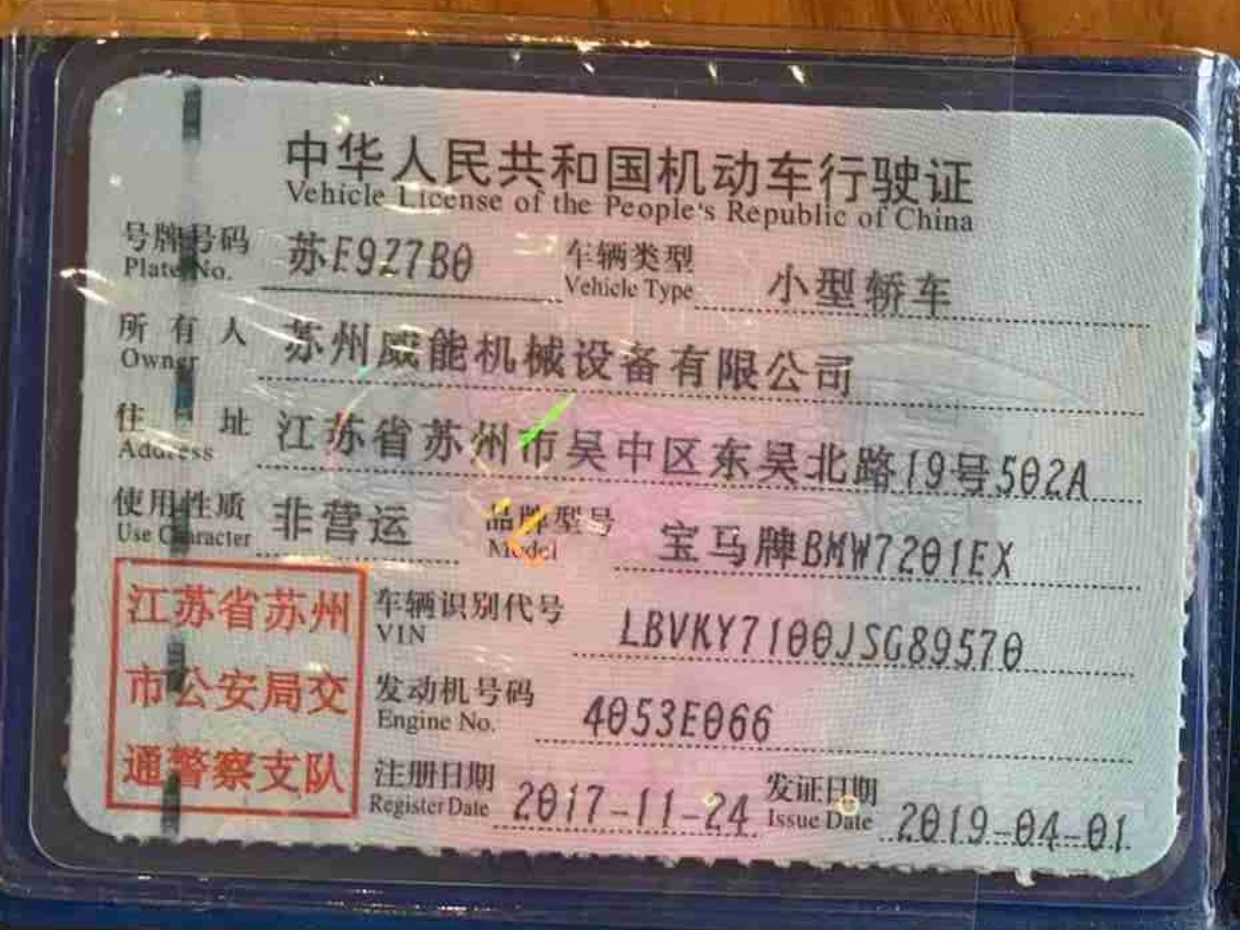 中华人民共和国机动车行驶证
Vehicle License of the People's Republic of China
号牌号码 苏E9Z7B0 车辆类型 小型轿车
Plate No. Vehicle Type
所有人 苏州威能机械设备有限公司
Owner
住址 江苏省苏州市吴中区东吴北路19号502A
Address
使用性质 非营运 品牌型号 宝马牌BMW7201EX
Use Character Model
江苏省苏州
市公安局交
通警察支队
车辆识别代号 LBVKY7100JSG89570
VIN
发动机号码 4053E066
Engine No.
注册日期 2017-11-24 发证日期 2019-04-01
Register Date Issue Date